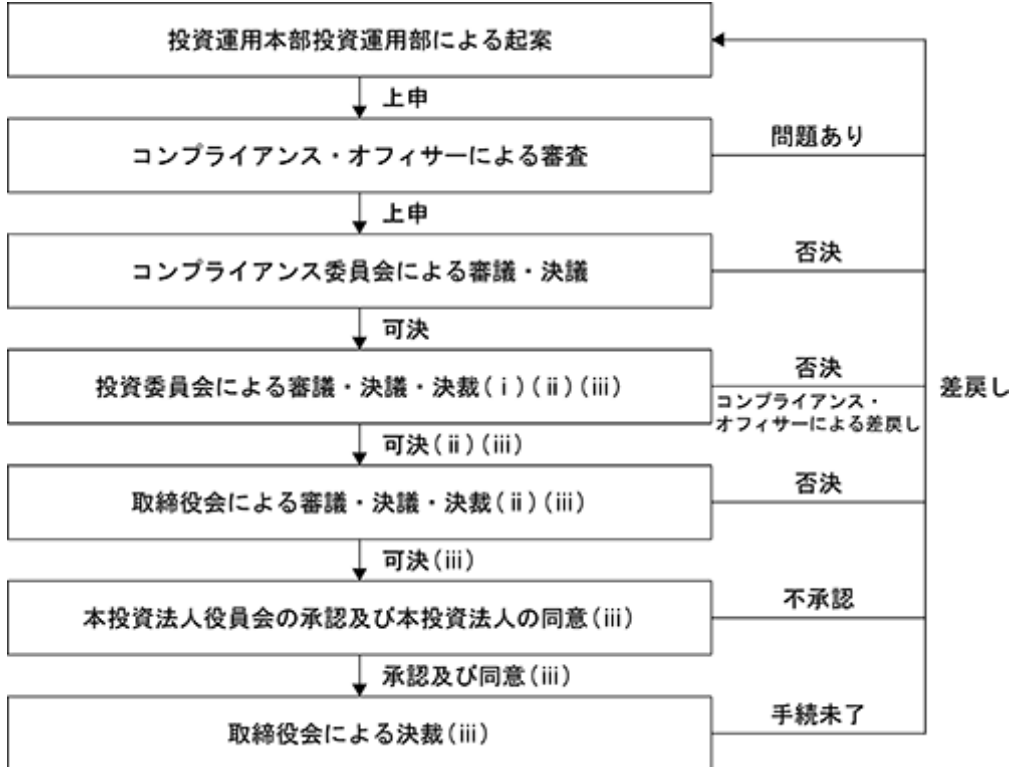 投資運用本部投資運用部による起案
上申
コンプライアンス・オフィサーによる審査
問題あり
上申
コンプライアンス委員会による審議・決議
否決
可決
投資委員会による審議・決議・決裁(ⅰ)(ⅱ)(ⅲ)
否決
コンプライアンス・
オフィサーによる差戻し
差戻し
可決(ⅱ)(ⅲ)
取締役会による審議・決議・決裁(ⅱ)(ⅲ)
否決
可決(ⅲ)
本投資法人役員会の承認及び本投資法人の同意(ⅲ)
不承認
承認及び同意(ⅲ)
取締役会による決裁(ⅲ)
手続未了